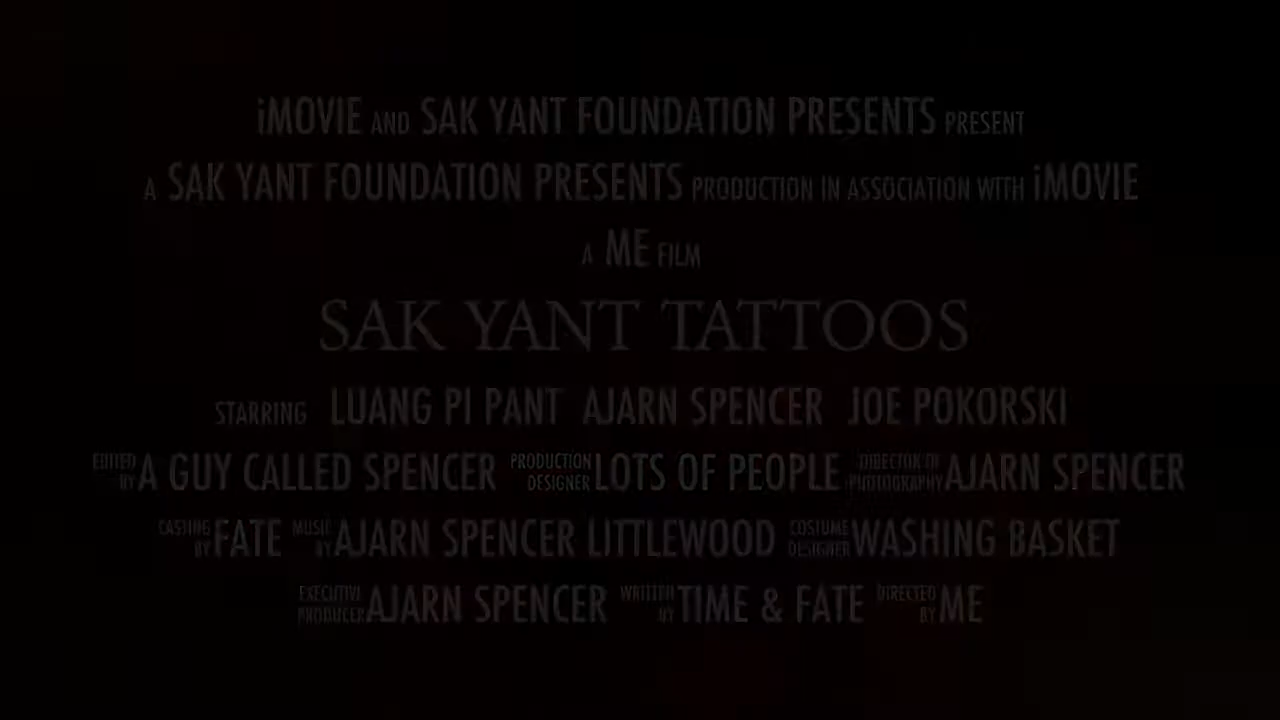 iMOVIE AND SAK YANT FOUNDATION PRESENTS PRESENT
A SAK YANT FOUNDATION PRESENTS PRODUCTION IN ASSOCIATION WITH iMOVIE
A ME FILM
SAK YANT TATTOOS
STARRING LUANG PI PANT AJARN SPENCER JOE POKORSKI
EDITED BY A GUY CALLED SPENCER PRODUCTION DESIGNER LOTS OF PEOPLE DIRECTOR OF PHOTOGRAPHY AJARN SPENCER
CASTING BY FATE MUSIC BY AJARN SPENCER LITTLEWOOD COSTUME DESIGNER WASHING BASKET
EXECUTIVE PRODUCER AJARN SPENCER WRITTEN BY TIME & FATE DIRECTED BY ME